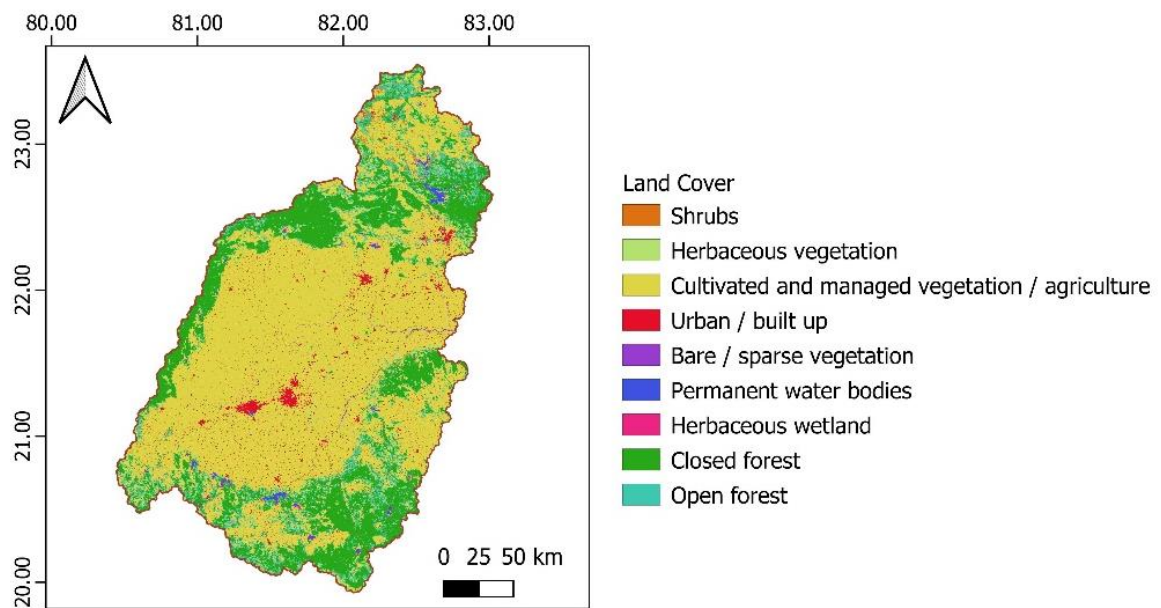 80.00 81.00 82.00 83.00
23.00
22.00
21.00
20.00
0 25 50 km
Land Cover
Shrubs
Herbaceous vegetation
Cultivated and managed vegetation / agriculture
Urban / built up
Bare / sparse vegetation
Permanent water bodies
Herbaceous wetland
Closed forest
Open forest